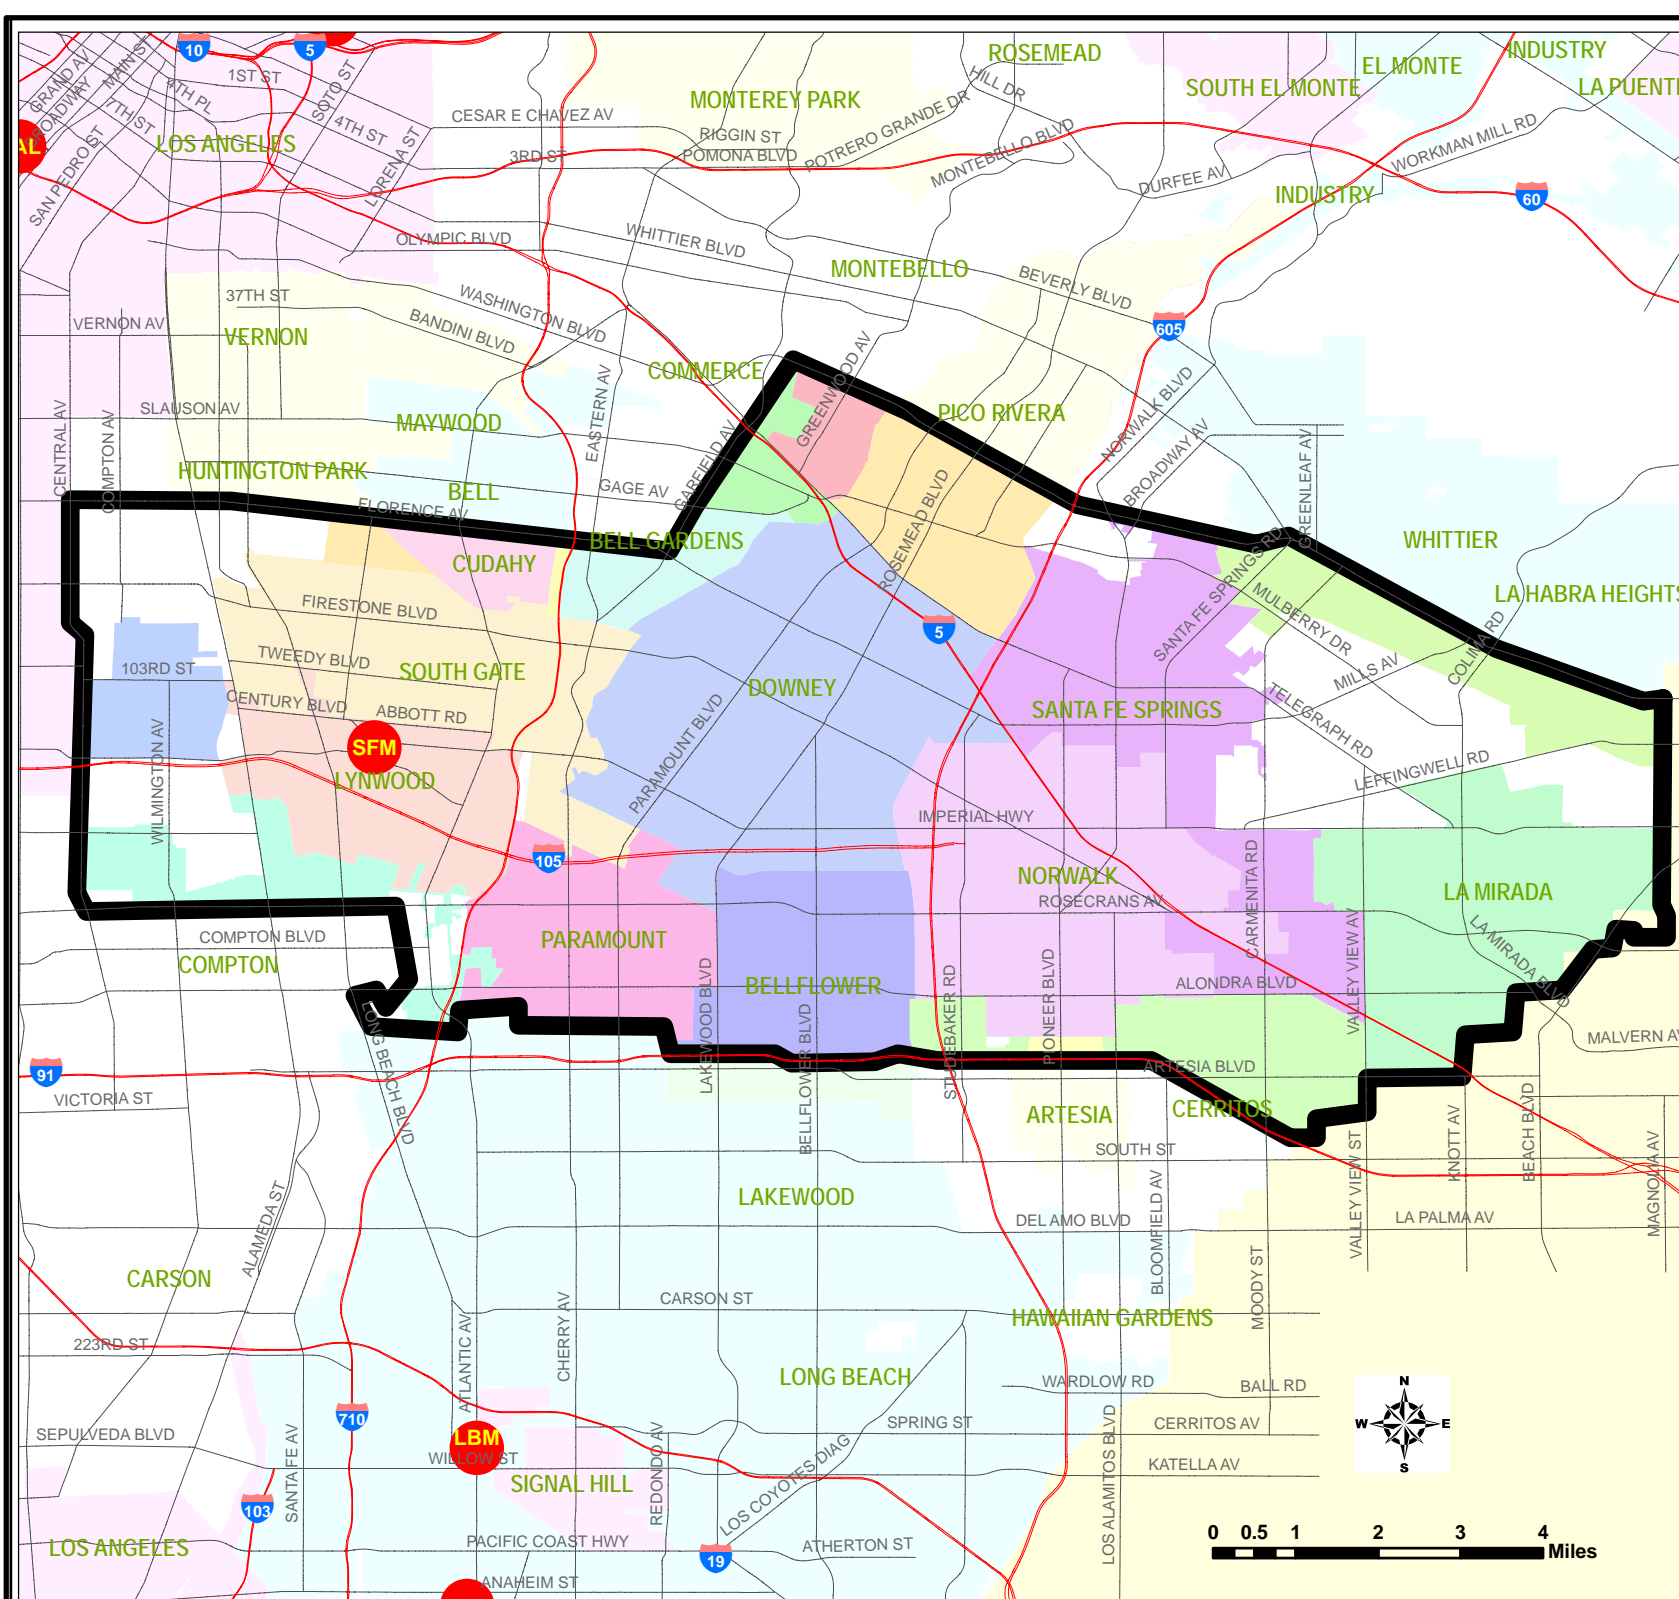 10
5
1ST ST
GRAND AV
BROADWAY
MAIN ST
7TH ST
4TH PL
SOTO ST
4TH ST
LORENA ST
SAN PEDRO ST
AL
LOS ANGELES
CESAR E CHAVEZ AV
3RD ST
MONTEREY PARK
RIGGIN ST
POMONA BLVD
POTRERO GRANDE DR
HILL DR
ROSEMEAD
MONTEBELLO BLVD
SOUTH EL MONTE
EL MONTE
INDUSTRY
LA PUENT
WORKMAN MILL RD
DURFEE AV
INDUSTRY
60
OLYMPIC BLVD
WHITTIER BLVD
MONTEBELLO
BEVERLY BLVD
605
37TH ST
VERNON AV
VERNON
WASHINGTON BLVD
BANDINI BLVD
COMMERCE
GREENWOOD AV
PICO RIVERA
NORWALK BLVD
BROADWAY AV
GREENLEAF AV
SLAUSON AV
CENTRAL AV
COMPTON AV
MAYWOOD
EASTERN AV
GARFIELD AV
HUNTINGTON PARK
BELL
GAGE AV
FLORENCE AV
BELL GARDENS
CUDAHY
ROSEMEAD BLVD
WHITTIER
LA HABRA HEIGHTS
SANTA FE SPRINGS RD
MULBERRY DR
MILLS AV
COLIMA RD
FIRESTONE BLVD
5
103RD ST
TWEEDY BLVD
SOUTH GATE
CENTURY BLVD
ABBOTT RD
DOWNEY
PARAMOUNT BLVD
SANTA FE SPRINGS
TELEGRAPH RD
LEFFINGWELL RD
WILMINGTON AV
SFM
LYNWOOD
IMPERIAL HWY
105
NORWALK
ROSECRANS AV
CARMENITA RD
LA MIRADA
LA MIRADA BLVD
VALLEY VIEW AV
COMPTON BLVD
COMPTON
PARAMOUNT
BELLFLOWER
LAKEWOOD BLVD
BELLFLOWER BLVD
STUDEBAKER RD
PIONEER BLVD
ALONDRA BLVD
MALVERN AV
LONG BEACH BLVD
91
VICTORIA ST
ARTESIA BLVD
ARTESIA
CERRITOS
SOUTH ST
VALLEY VIEW ST
KNOTT AV
BEACH BLVD
MAGNOLIA AV
ALAMEDA ST
LAKEWOOD
DEL AMO BLVD
BLOOMFIELD AV
LA PALMA AV
CARSON
MOODY ST
CARSON ST
HAWAIIAN GARDENS
223RD ST
ATLANTIC AV
CHERRY AV
LONG BEACH
WARDLOW RD
BALL RD
710
SEPULVEDA BLVD
SPRING ST
CERRITOS AV
LBM
WILLOW ST
SANTA FE AV
REDONDO AV
LOS COYOTES DIAG
LOS ALAMITOS BLVD
KATELLA AV
SIGNAL HILL
103
LOS ANGELES
PACIFIC COAST HWY
19
ATHERTON ST
ANAHEIM ST
N
W E
S
0 0.5 1 2 3 4
Miles